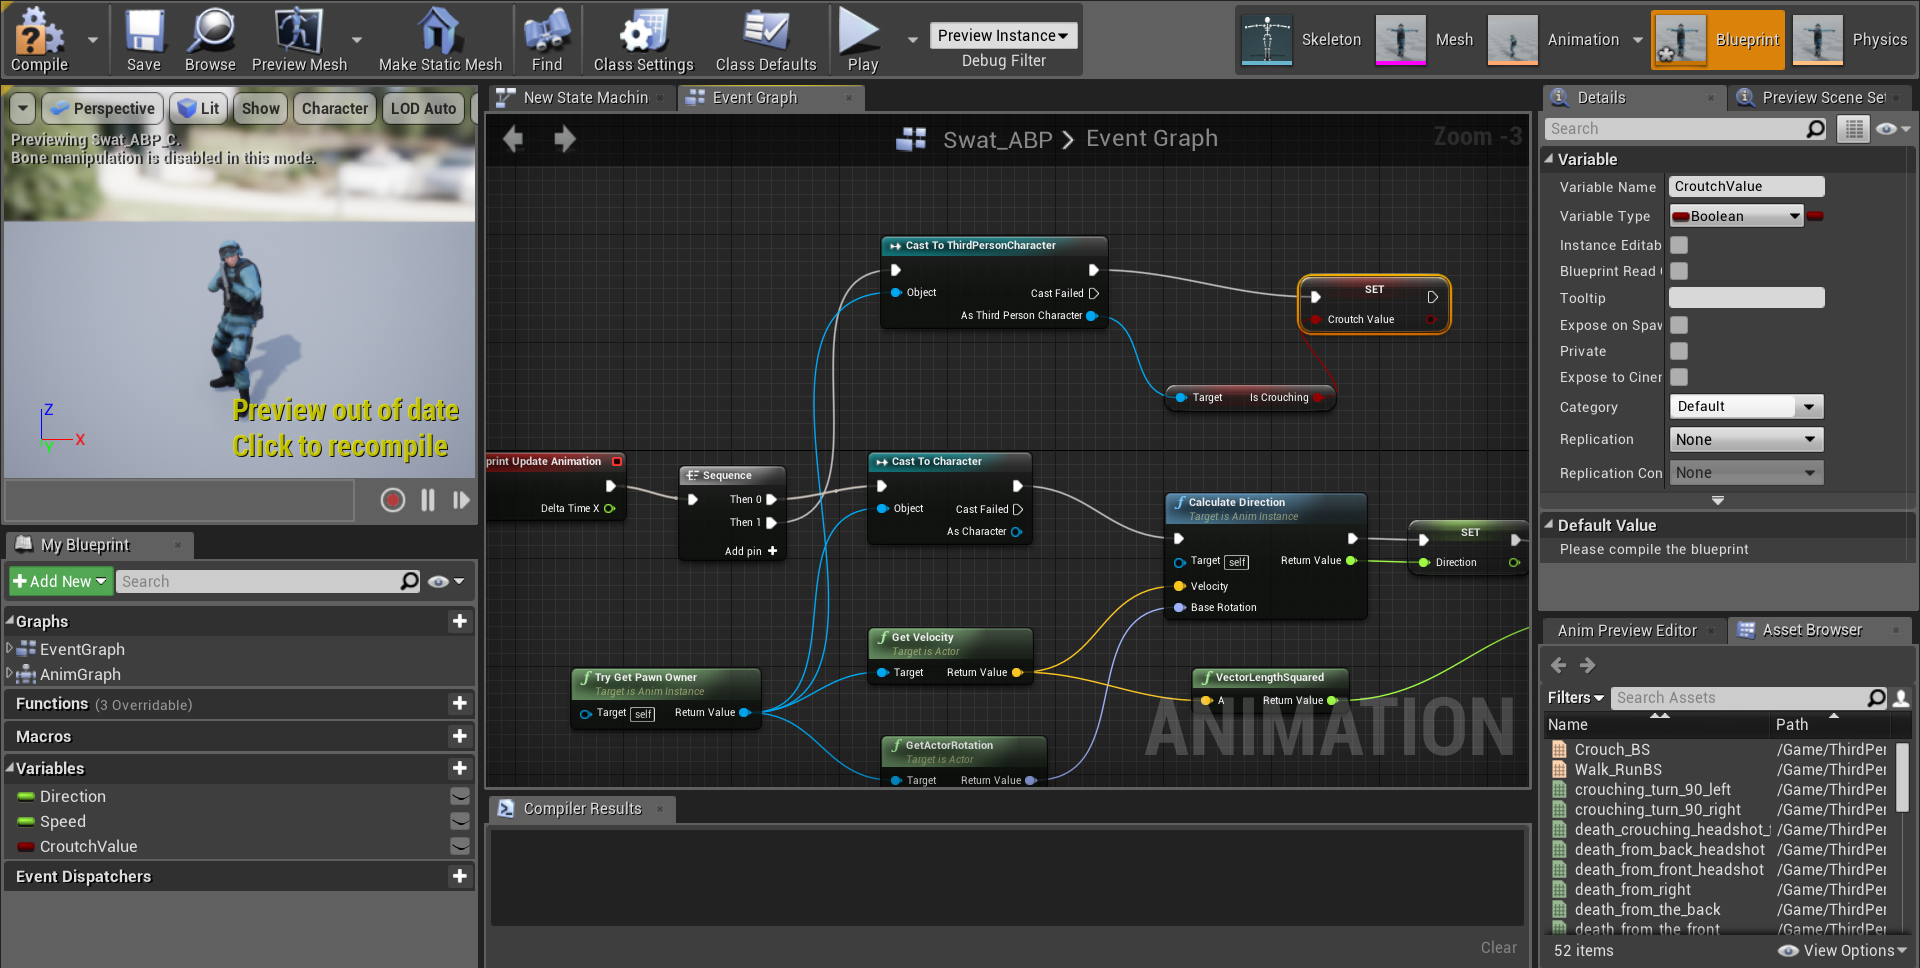 Compile
Save
Browse
Preview Mesh
Make Static Mesh
Find
Class Settings
Class Defaults
Play
Preview Instance
Debug Filter
Skeleton
Mesh
Animation
Blueprint
Physics
Perspective
Lit
Show
Character
LOD Auto
Previewing Swat_ABP_C.
Bone manipulation is disabled in this mode.
Z
X
Y
Preview out of date
Click to recompile
My Blueprint
Add New
Search
Graphs
EventGraph
AnimGraph
Functions (3 Overridable)
Macros
Variables
Direction
Speed
CroutchValue
Event Dispatchers
New State Machin
Event Graph
Swat_ABP > Event Graph
Zoom -3
Cast To ThirdPersonCharacter
Object
Cast Failed
As Third Person Character
SET
Croutch Value
Target Is Crouching
print Update Animation
Delta Time X
Sequence
Then 0
Then 1
Add pin +
Cast To Character
Object
Cast Failed
As Character
Calculate Direction
Target is Anim Instance
Target self
Return Value
Velocity
Base Rotation
SET
Direction
Get Velocity
Target is Actor
Target Return Value
Try Get Pawn Owner
Target is Anim Instance
Target self Return Value
VectorLengthSquared
A Return Value
GetActorRotation
Target is Actor
Target Return Value
ANIMATION
Compiler Results
Clear
Details
Preview Scene Set
Search
Variable
Variable Name CroutchValue
Variable Type Boolean
Instance Editab
Blueprint Read
Tooltip
Expose on Spaw
Private
Expose to Ciner
Category Default
Replication None
Replication Con None
Default Value
Please compile the blueprint
Anim Preview Editor
Asset Browser
Filters
Search Assets
Name Path
Crouch_BS /Game/ThirdPer
Walk_RunBS /Game/ThirdPer
crouching_turn_90_left /Game/ThirdPer
crouching_turn_90_right /Game/ThirdPer
death_crouching_headshot_ /Game/ThirdPer
death_from_back_headshot /Game/ThirdPer
death_from_front_headshot /Game/ThirdPer
death_from_right /Game/ThirdPer
death_from_the_back /Game/ThirdPer
death_from_the_front /Game/ThirdPer
52 items
View Options